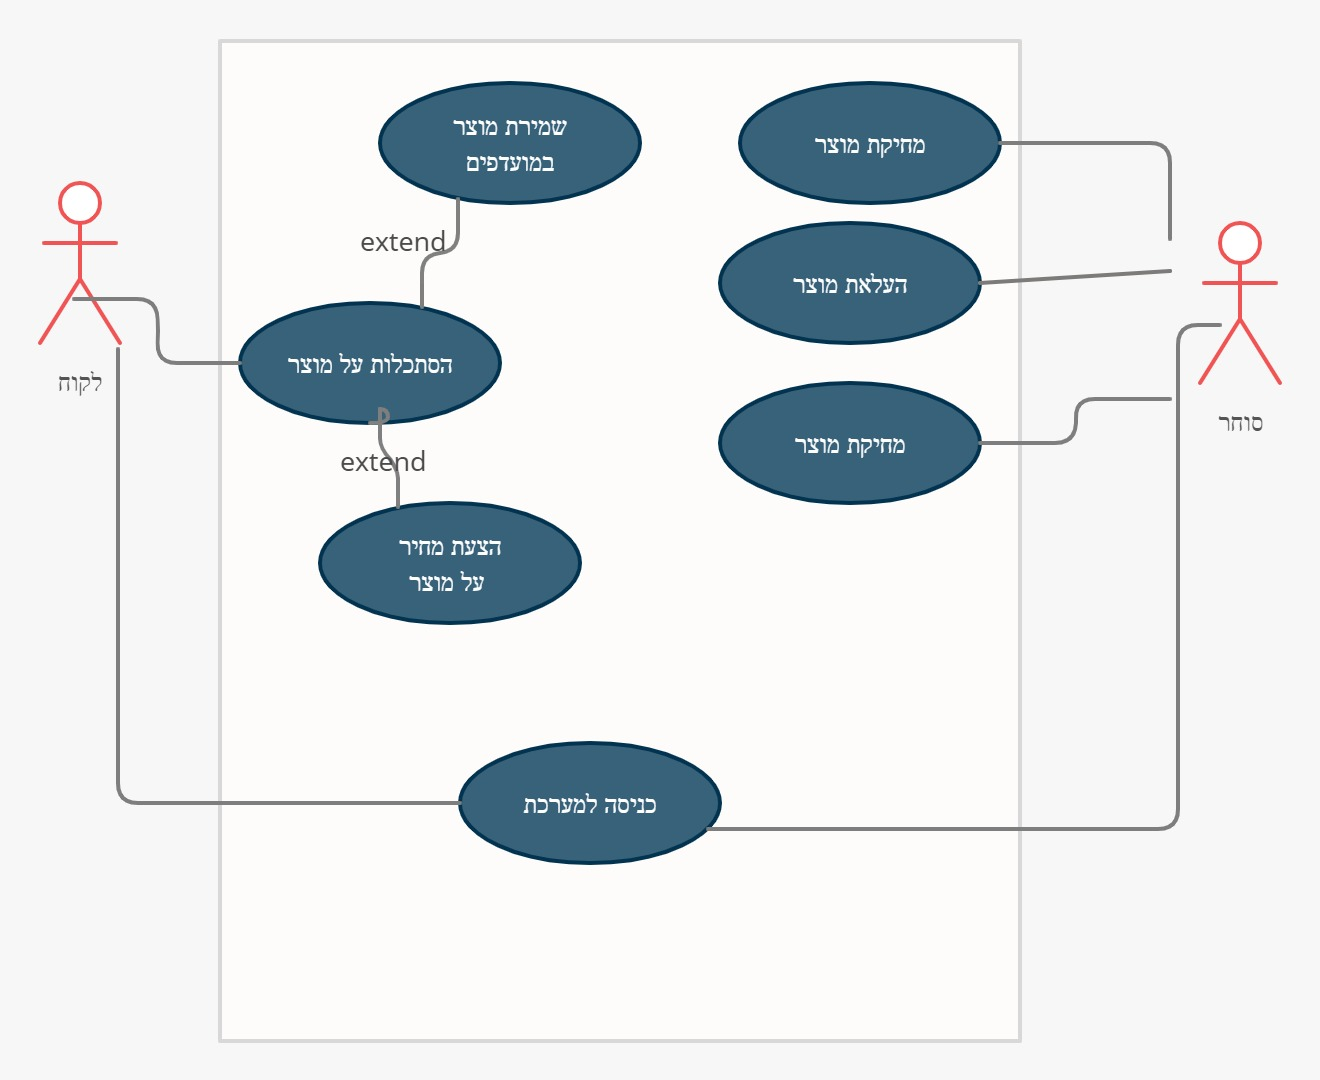 שמירת מוצר
במועדפים
מחיקת מוצר
extend
העלאת מוצר
הסתכלות על מוצר
לקוח
סוחר
מחיקת מוצר
extend
הצעת מחיר
על מוצר
כניסה למערכת